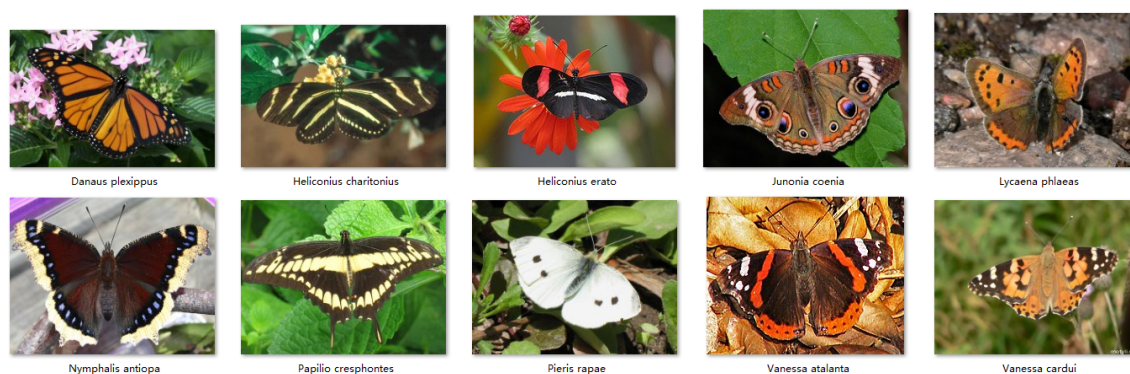 Danaus plexippus
Heliconius charitonius
Heliconius erato
Junonia coenia
Lycaena phlaeas
Nymphalis antiopa
Papilio cresphontes
Pieris rapae
Vanessa atalanta
Vanessa cardui